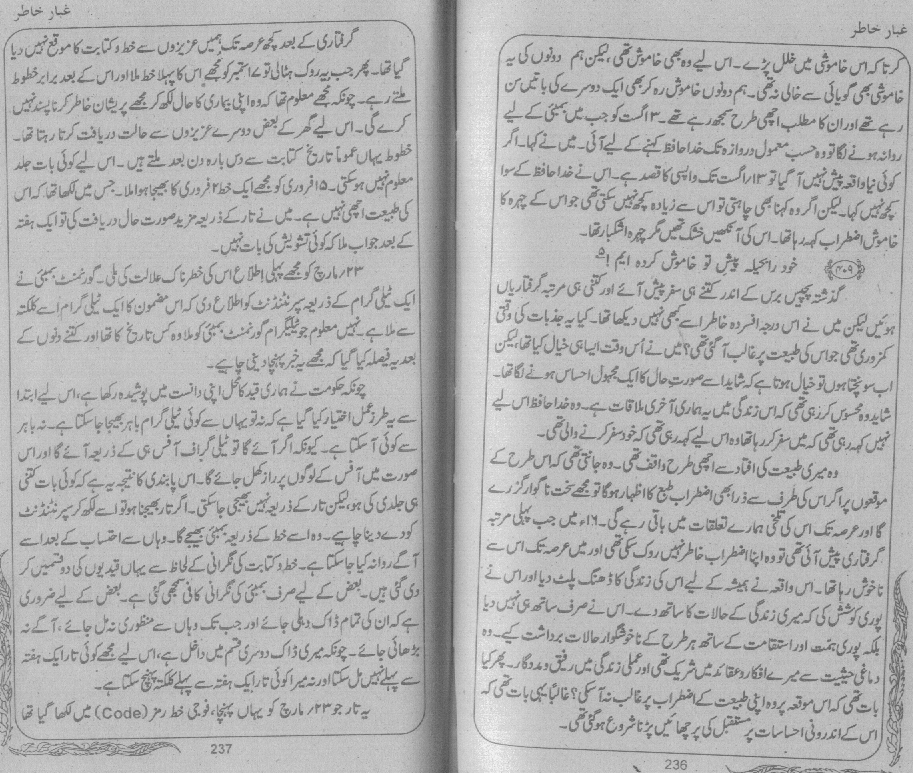 غبار خاطر
کرتا کہ اس خاموشی میں خلل پڑے۔ اس لیے وہ بھی خاموش تھی، لیکن ہم دونوں کی یہ
خاموشی بھی گویائی سے خالی نہ تھی۔ ہم دونوں خاموش رہ کر بھی ایک دوسرے کی باتیں سن
رہے تھے اور ان کا مطلب اچھی طرح سمجھ رہے تھے۔ ۳ اگست کو جب میں بمبئی کے لیے
روانہ ہونے لگا تو وہ حسب معمول دروازہ تک خدا حافظ کہنے کے لیے آئی۔ میں نے کہا۔ اگر
کوئی نیا واقعہ پیش نہیں آ گیا تو ۱۳ اگست تک واپسی کا قصد ہے۔ اس نے خدا حافظ کے سوا
کچھ نہیں کہا۔ لیکن اگر وہ کہنا بھی چاہتی تو اس سے زیادہ کچھ نہیں کہہ سکتی تھی جو اس کے چہرہ کا
خاموش اضطراب کہہ رہا تھا۔ اس کی آنکھیں خشک تھیں مگر چہرہ اشکبار تھا۔
۴۰۹ خود را بحیلہ پیشِ تو خاموش کردہ ایم! ۵
گذشتہ پچیس برس کے اندر کتنے ہی سفر پیش آئے اور کتنی ہی مرتبہ گرفتاریاں
ہوئیں لیکن میں نے اس درجہ افسردہ خاطر اسے کبھی نہیں دیکھا تھا۔ کیا یہ جذبات کی وقتی
کمزوری تھی جو اس کی طبیعت پر غالب آ گئی تھی؟ میں نے اُس وقت ایسا ہی خیال کیا تھا، لیکن
اب سوچتا ہوں تو خیال ہوتا ہے کہ شاید اسے صورتِ حال کا ایک مجہول احساس ہونے لگا تھا۔
شاید وہ محسوس کر رہی تھی کہ اس زندگی میں یہ ہماری آخری ملاقات ہے۔ وہ خدا حافظ اس لیے
نہیں کہہ رہی تھی کہ میں سفر کر رہا تھا وہ اس لیے کہہ رہی تھی کہ خود سفر کرنے والی تھی۔
وہ میری طبیعت کی افتاد سے اچھی طرح واقف تھی۔ وہ جانتی تھی کہ اس طرح کے
موقعوں پر اگر اس کی طرف سے ذرا بھی اضطراب طبع کا اظہار ہو گا تو مجھے سخت ناگوار گزرے
گا اور عرصہ تک اس کی تلخی ہمارے تعلقات میں باقی رہے گی۔ ۱۶ء میں جب پہلی مرتبہ
گرفتاری پیش آئی تھی تو وہ اپنا اضطراب خاطر نہیں روک سکی تھی اور میں عرصہ تک اس سے
ناخوش رہا تھا۔ اس واقعہ نے ہمیشہ کے لیے اس کی زندگی کا ڈھنگ پلٹ دیا اور اس نے
پوری کوشش کی کہ میری زندگی کے حالات کا ساتھ دے۔ اس نے صرف ساتھ ہی نہیں دیا
بلکہ پوری ہمت اور استقامت کے ساتھ ہر طرح کے ناخوشگوار حالات برداشت کیے۔ وہ
دماغی حیثیت سے میرے افکار و عقائد میں شریک تھی اور عملی زندگی میں رفیق و مددگار۔ پھر کیا
بات تھی کہ اس موقعہ پر وہ اپنی طبیعت کے اضطراب پر غالب نہ آ سکی؟ غالباً یہی بات تھی کہ
اس کے اندرونی احساسات پر مستقبل کی پرچھائیں پڑنا شروع ہو گئی تھی۔
236
غبار خاطر
گرفتاری کے بعد کچھ عرصہ تک ہمیں عزیزوں سے خط و کتابت کا موقع نہیں دیا
گیا تھا۔ پھر جب یہ روک ہٹا لی تو ۱۷ ستمبر کو مجھے اس کا پہلا خط ملا اور اس کے بعد برابر خطوط
ملتے رہے۔ چونکہ مجھے معلوم تھا کہ وہ اپنی بیماری کا حال لکھ کر مجھے پریشان خاطر کرنا پسند نہیں
کرے گی۔ اس لیے گھر کے بعض دوسرے عزیزوں سے حالت دریافت کرتا رہتا تھا۔
خطوط یہاں عموماً تاریخ کتابت سے دس بارہ دن بعد ملتے ہیں۔ اس لیے کوئی بات جلد
معلوم نہیں ہو سکتی۔ ۱۵ فروری کو مجھے ایک خط ۲ فروری کا بھیجا ہوا ملا۔ جس میں لکھا تھا کہ اس
کی طبیعت اچھی نہیں ہے۔ میں نے تار کے ذریعہ مزید صورت حال دریافت کی تو ایک ہفتہ
کے بعد جواب ملا کہ کوئی تشویش کی بات نہیں۔
۲۳/ مارچ کو مجھے پہلی اطلاع اس کی خطرناک علالت کی ملی۔ گورنمنٹ بمبئی نے
ایک ٹیلی گرام کے ذریعہ سپرنٹنڈنٹ کو اطلاع دی کہ اس مضمون کا ایک ٹیلی گرام اسے کلکتہ
سے ملا ہے۔ نہیں معلوم جو ٹیلیگرام گورنمنٹ بمبئی کو ملا وہ کس تاریخ کا تھا اور کتنے دنوں کے
بعد یہ فیصلہ کیا گیا کہ مجھے یہ خبر پہنچا دینی چاہیے۔
چونکہ حکومت نے ہماری قید کا محل اپنی دانست میں پوشیدہ رکھا ہے، اس لیے ابتدا
سے یہ طرز عمل اختیار کیا گیا ہے کہ نہ تو یہاں سے کوئی ٹیلی گرام باہر بھیجا جا سکتا ہے۔ نہ باہر
سے کوئی آ سکتا ہے۔ کیونکہ اگر آئے گا تو ٹیلی گراف آفس ہی کے ذریعہ آئے گا اور اس
صورت میں آفس کے لوگوں پر راز کھل جائے گا۔ اس پابندی کا نتیجہ یہ ہے کہ کوئی بات کتنی
ہی جلدی کی ہو لیکن تار کے ذریعہ نہیں بھیجی جا سکتی۔ اگر تار بھیجنا ہو تو اسے لکھ کر سپرنٹنڈنٹ
کو دے دینا چاہیے۔ وہ اسے خط کے ذریعہ بمبئی بھیجے گا۔ وہاں سے احتساب کے بعد اسے
آگے روانہ کیا جا سکتا ہے۔ خط و کتابت کی نگرانی کے لحاظ سے یہاں قیدیوں کی دو قسمیں کر
دی گئی ہیں۔ بعض کے لیے صرف بمبئی کی نگرانی کافی سمجھی گئی ہے۔ بعض کے لیے ضروری
ہے کہ ان کی تمام ڈاک دہلی جائے اور جب تک وہاں سے منظوری نہ مل جائے، آگے نہ
بڑھائی جائے۔ چونکہ میری ڈاک دوسری قسم میں داخل ہے، اس لیے مجھے کوئی تار ایک ہفتہ
سے پہلے نہیں مل سکتا اور نہ میرا کوئی تار ایک ہفتہ سے پہلے کلکتہ پہنچ سکتا ہے۔
یہ تار جو ۲۳/ مارچ کو یہاں پہنچا، فوجی خط رمز (Code) میں لکھا گیا تھا
237